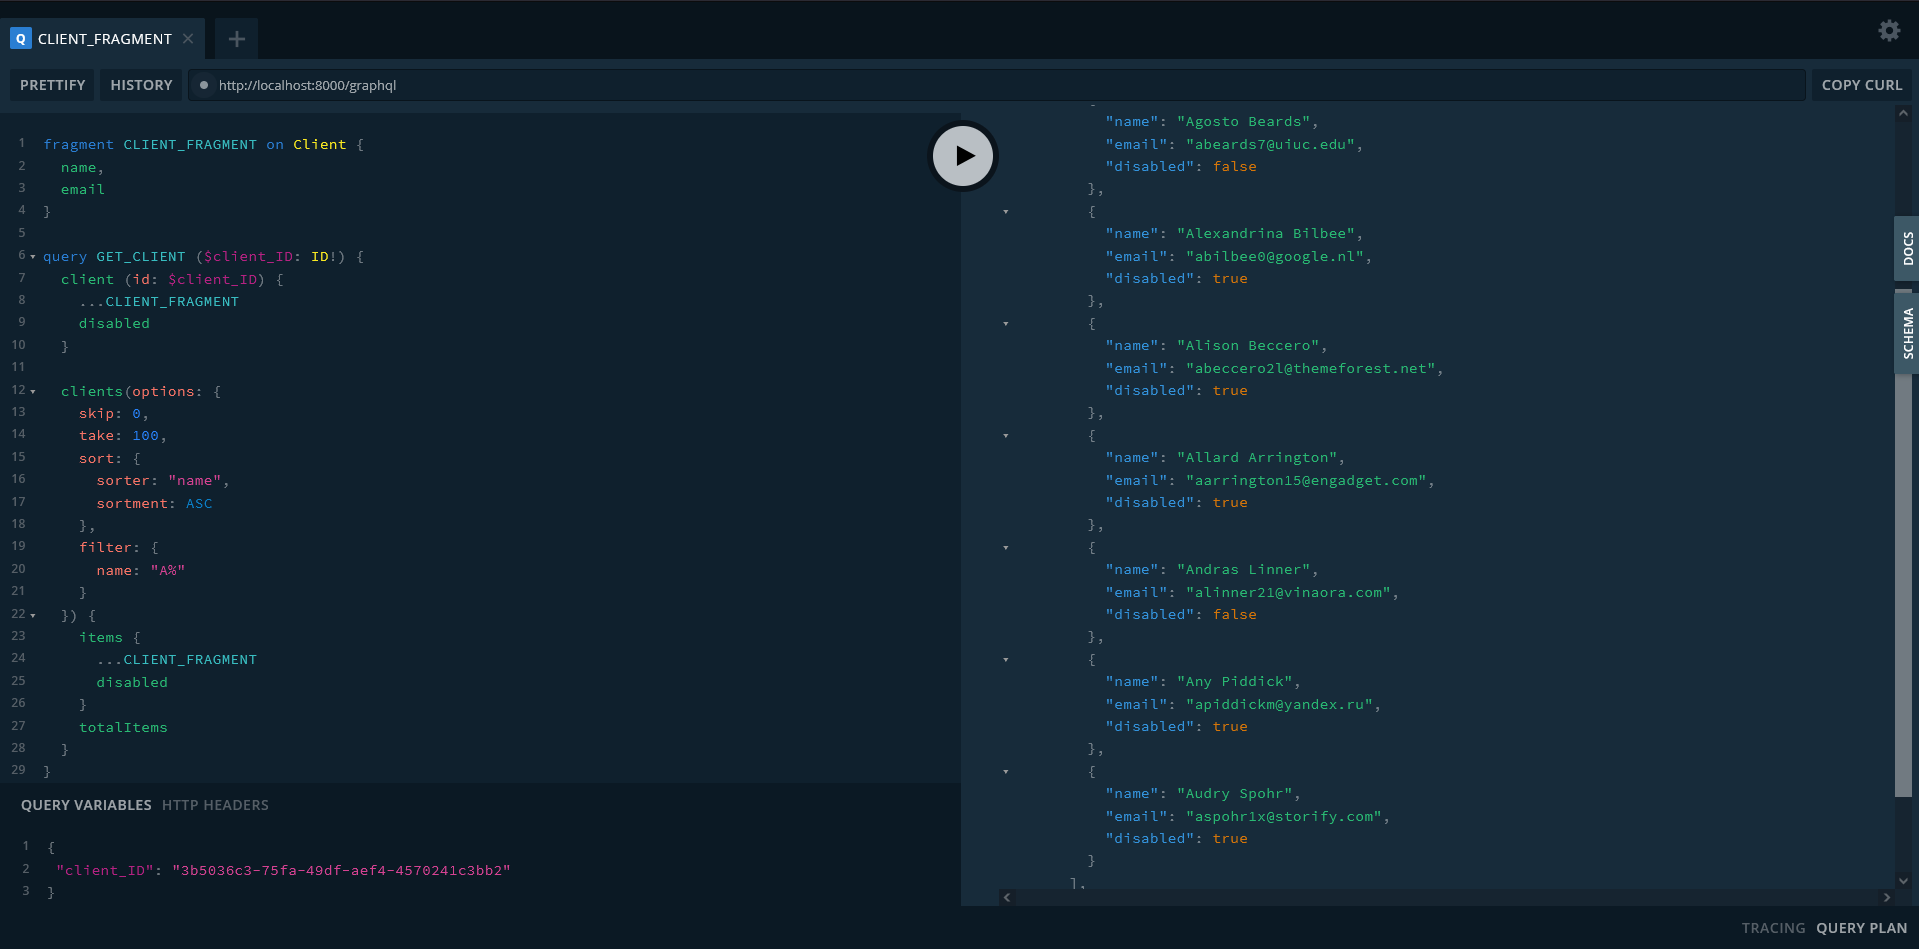 Q CLIENT_FRAGMENT
PRETTIFY HISTORY http://localhost:8000/graphql COPY CURL
1 fragment CLIENT_FRAGMENT on Client {
2 name,
3 email
4 }
5
6 query GET_CLIENT ($client_ID: ID!) {
7 client (id: $client_ID) {
8 ...CLIENT_FRAGMENT
9 disabled
10 }
11
12 clients(options: {
13 skip: 0,
14 take: 100,
15 sort: {
16 sorter: "name",
17 sortment: ASC
18 },
19 filter: {
20 name: "A%"
21 }
22 }) {
23 items {
24 ...CLIENT_FRAGMENT
25 disabled
26 }
27 totalItems
28 }
29 }
QUERY VARIABLES HTTP HEADERS
1 {
2 "client_ID": "3b5036c3-75fa-49df-aef4-4570241c3bb2"
3 }
"name": "Agosto Beards",
"email": "abeards7@uiuc.edu",
"disabled": false
},
{
"name": "Alexandrina Bilbee",
"email": "abilbee0@google.nl",
"disabled": true
},
{
"name": "Alison Beccero",
"email": "abeccero2l@themeforest.net",
"disabled": true
},
{
"name": "Allard Arrington",
"email": "aarrington15@engadget.com",
"disabled": true
},
{
"name": "Andras Linner",
"email": "alinner21@vinaora.com",
"disabled": false
},
{
"name": "Any Piddick",
"email": "apiddickm@yandex.ru",
"disabled": true
},
{
"name": "Audry Spohr",
"email": "aspohr1x@storify.com",
"disabled": true
}
],
DOCS
SCHEMA
TRACING QUERY PLAN